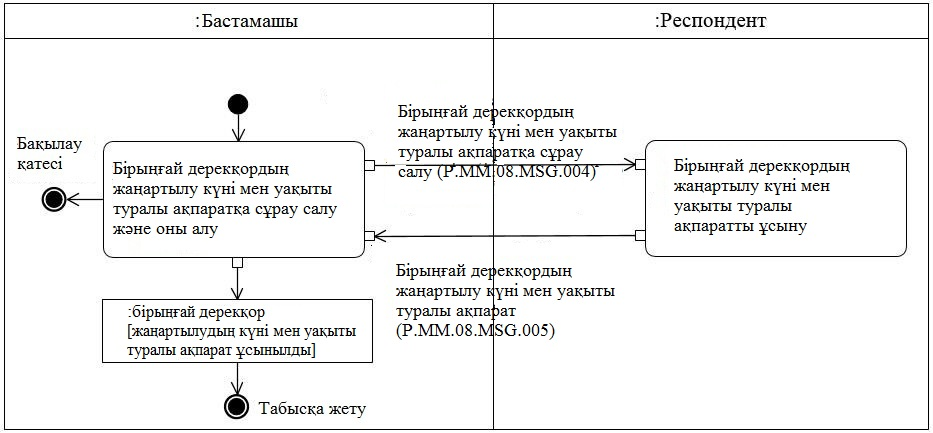 :Бастамашы
:Респондент
Бақылау
қатесі
Бірыңғай дерекқордың
жаңартылу күні мен уақыты
туралы ақпаратқа сұрау салу
және оны алу
Бірыңғай дерекқордың
жаңартылу күні мен уақыты
туралы ақпаратқа сұрау
салу (P.MM.08.MSG.004)
Бірыңғай дерекқордың
жаңартылу күні мен
уақыты туралы
ақпаратты ұсыну
Бірыңғай дерекқордың
жаңартылу күні мен уақыты
туралы ақпарат
(P.MM.08.MSG.005)
:бірыңғай дерекқор
[жаңартылудың күні мен уақыты
туралы ақпарат ұсынылды]
Табысқа жету